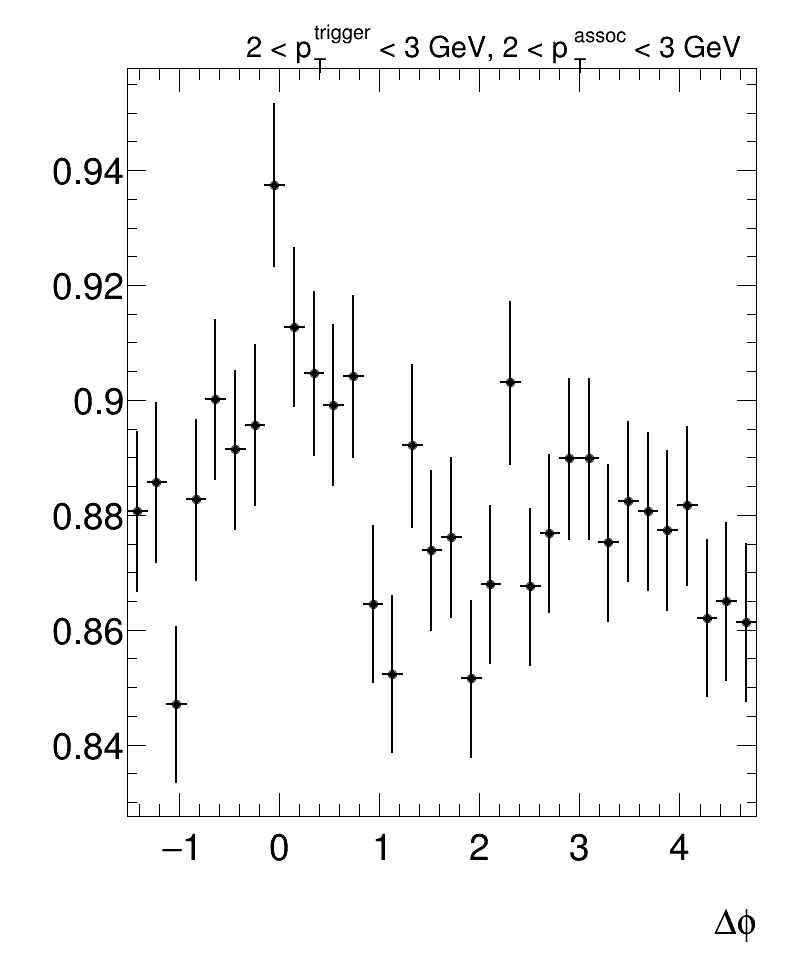 2 < p_T^trigger < 3 GeV, 2 < p_T^assoc < 3 GeV
0.94
0.92
0.9
0.88
0.86
0.84
−1 0 1 2 3 4
Δϕ